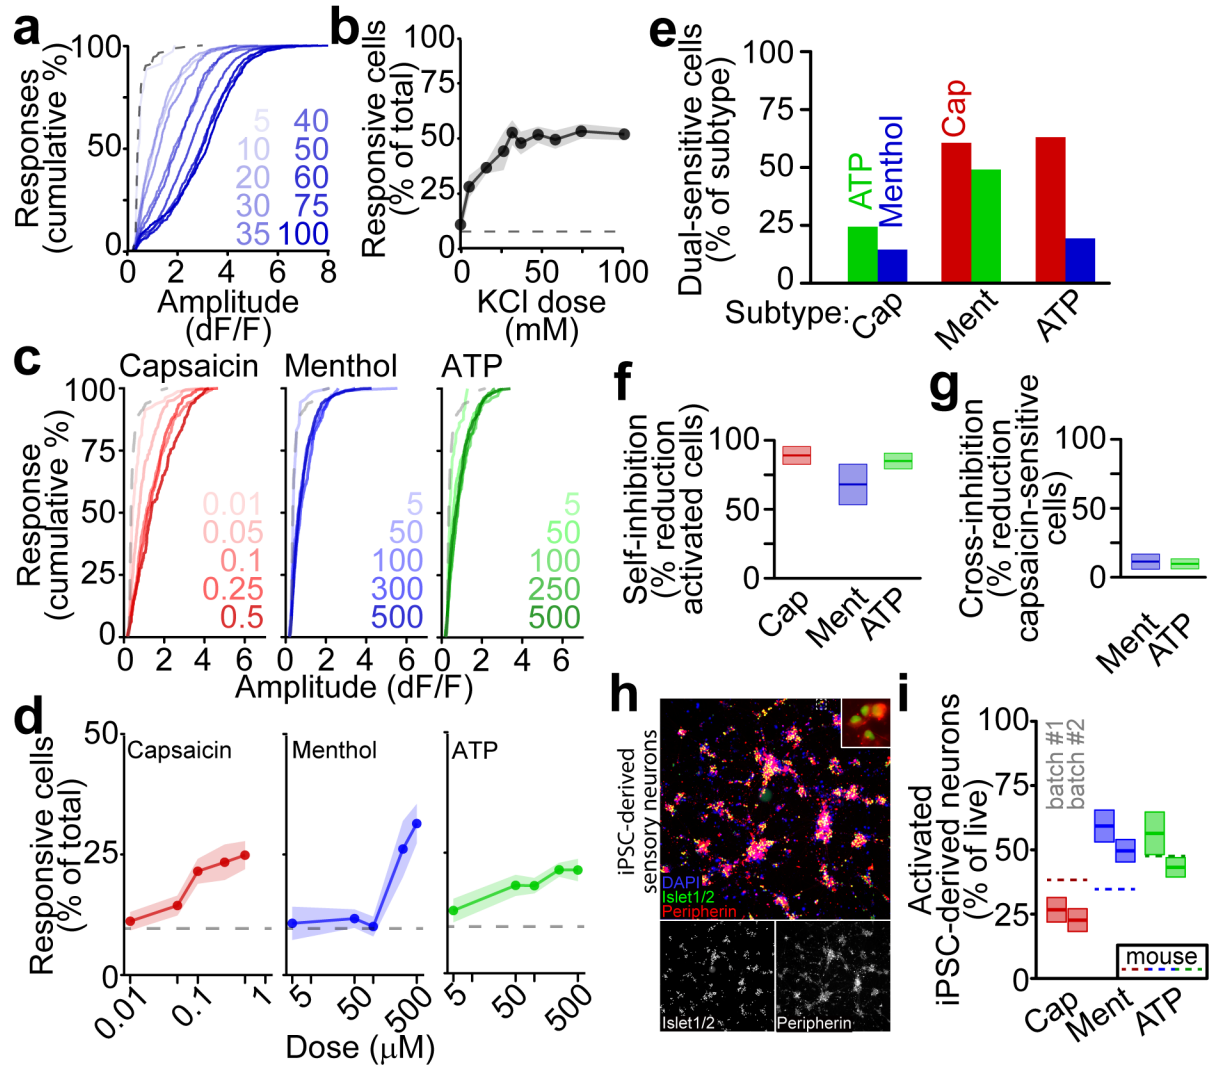 a
Responses
(cumulative %)
100
50
0
5 40
10 50
20 60
30 75
35 100
0 2 4 6 8
Amplitude
(dF/F)
b
Responsive cells
(% of total)
100
75
50
25
0
0 50 100
KCl dose
(mM)
c
Capsaicin Menthol ATP
Response
(cumulative %)
100
75
50
25
0
0.01
0.05
0.1
0.25
0.5
5
50
100
300
500
5
50
100
250
500
0 2 4 6
0 2 4 6
0 2 4 6
Amplitude (dF/F)
d
Responsive cells
(% of total)
50
25
0
Capsaicin
Menthol
ATP
0.01 0.1 1
5 50 500
5 50 500
Dose (μM)
e
Dual-sensitive cells
(% of subtype)
100
75
50
25
0
ATP
Menthol
Cap
Subtype:
Cap Ment ATP
f
Self-inhibition
(% reduction
activated cells)
100
50
0
Cap Ment ATP
g
Cross-inhibition
(% reduction
capsaicin-sensitive
cells)
100
50
0
Ment ATP
h
iPSC-derived
sensory neurons
DAPI
Islet1/2
Peripherin
Islet1/2
Peripherin
i
Activated
iPSC-derived neurons
(% of live)
100
75
50
25
0
batch #1
batch #2
mouse
Cap Ment ATP